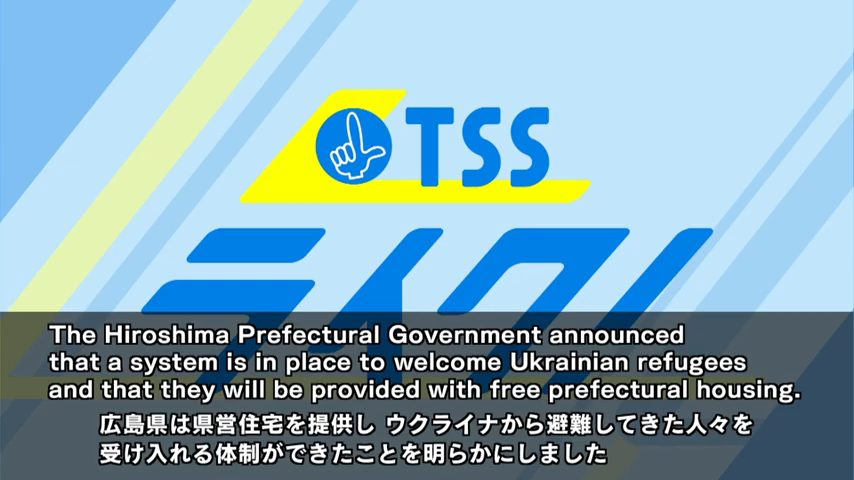 TSS
ライク!
The Hiroshima Prefectural Government announced
that a system is in place to welcome Ukrainian refugees
and that they will be provided with free prefectural housing.
広島県は県営住宅を提供し ウクライナから避難してきた人々を
受け入れる体制ができたことを明らかにしました